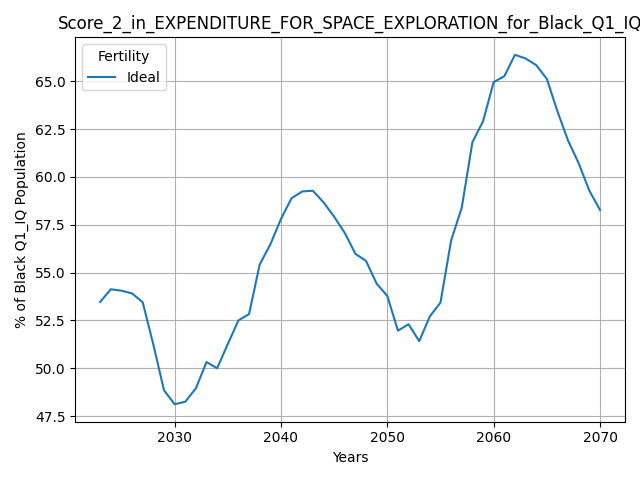 Score_2_in_EXPENDITURE_FOR_SPACE_EXPLORATION_for_Black_Q1_IQ
Fertility
Ideal
65.0
62.5
60.0
57.5
55.0
52.5
50.0
47.5
% of Black Q1_IQ Population
2030 2040 2050 2060 2070
Years